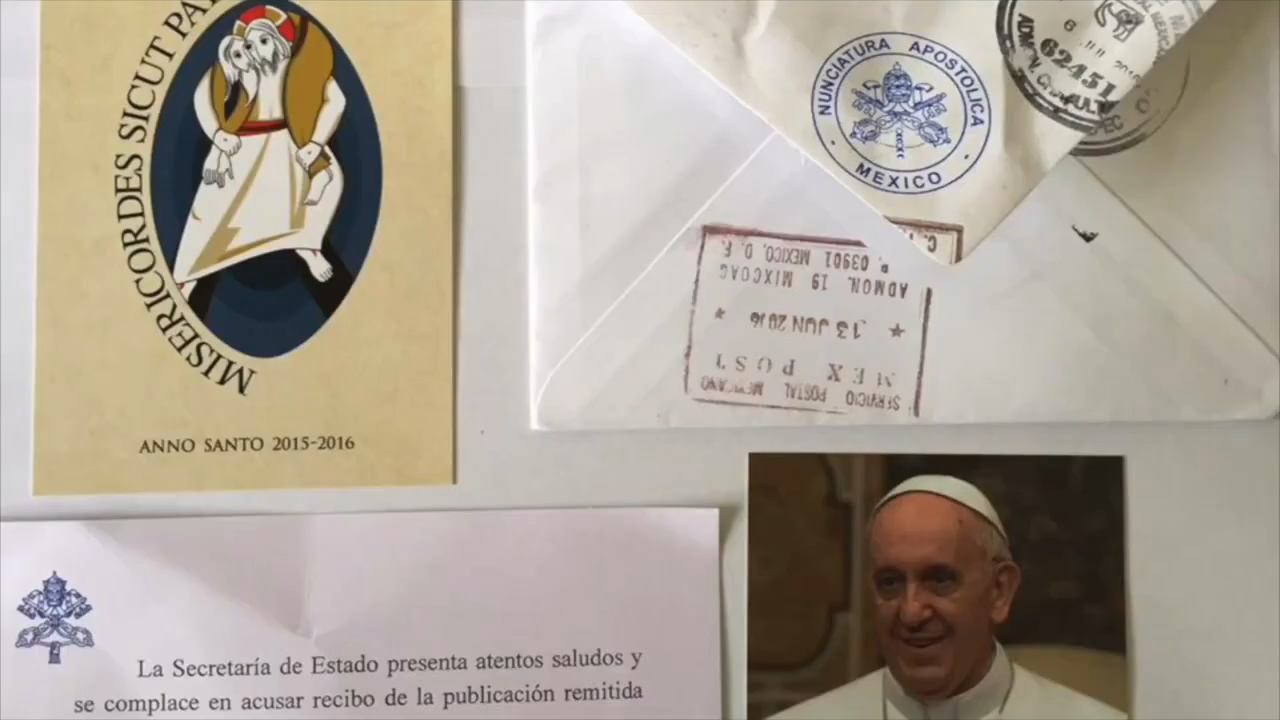 MISERICORDES SICUT PA
ANNO SANTO 2015-2016
NUNCIATURA APOSTOLICA
· MEXICO ·
62451
SERVICIO POSTAL MEXICANO
MEX POST
★ 13 JUN 2016 ★
ADMON. 19 MIXCOAC
P. 03901 MEXICO, D. F.
La Secretaría de Estado presenta atentos saludos y
se complace en acusar recibo de la publicación remitida